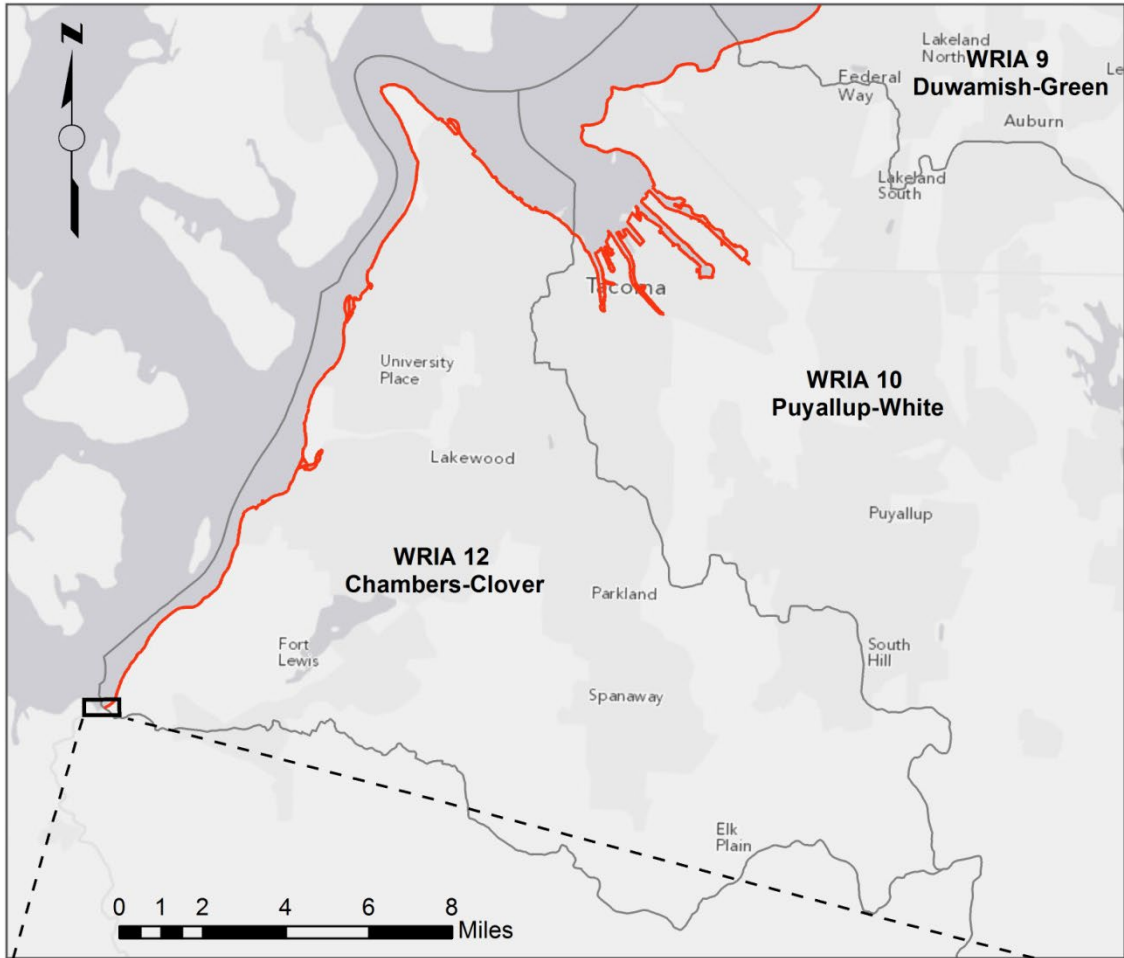 N
Lakeland
North
WRIA 9
Duwamish-Green
Le
Federal
Way
Auburn
Lakeland
South
Tacoma
University
Place
WRIA 10
Puyallup-White
Lakewood
Puyallup
WRIA 12
Chambers-Clover
Parkland
Fort
Lewis
South
Hill
Spanaway
Elk
Plain
0 1 2 4 6 8
Miles